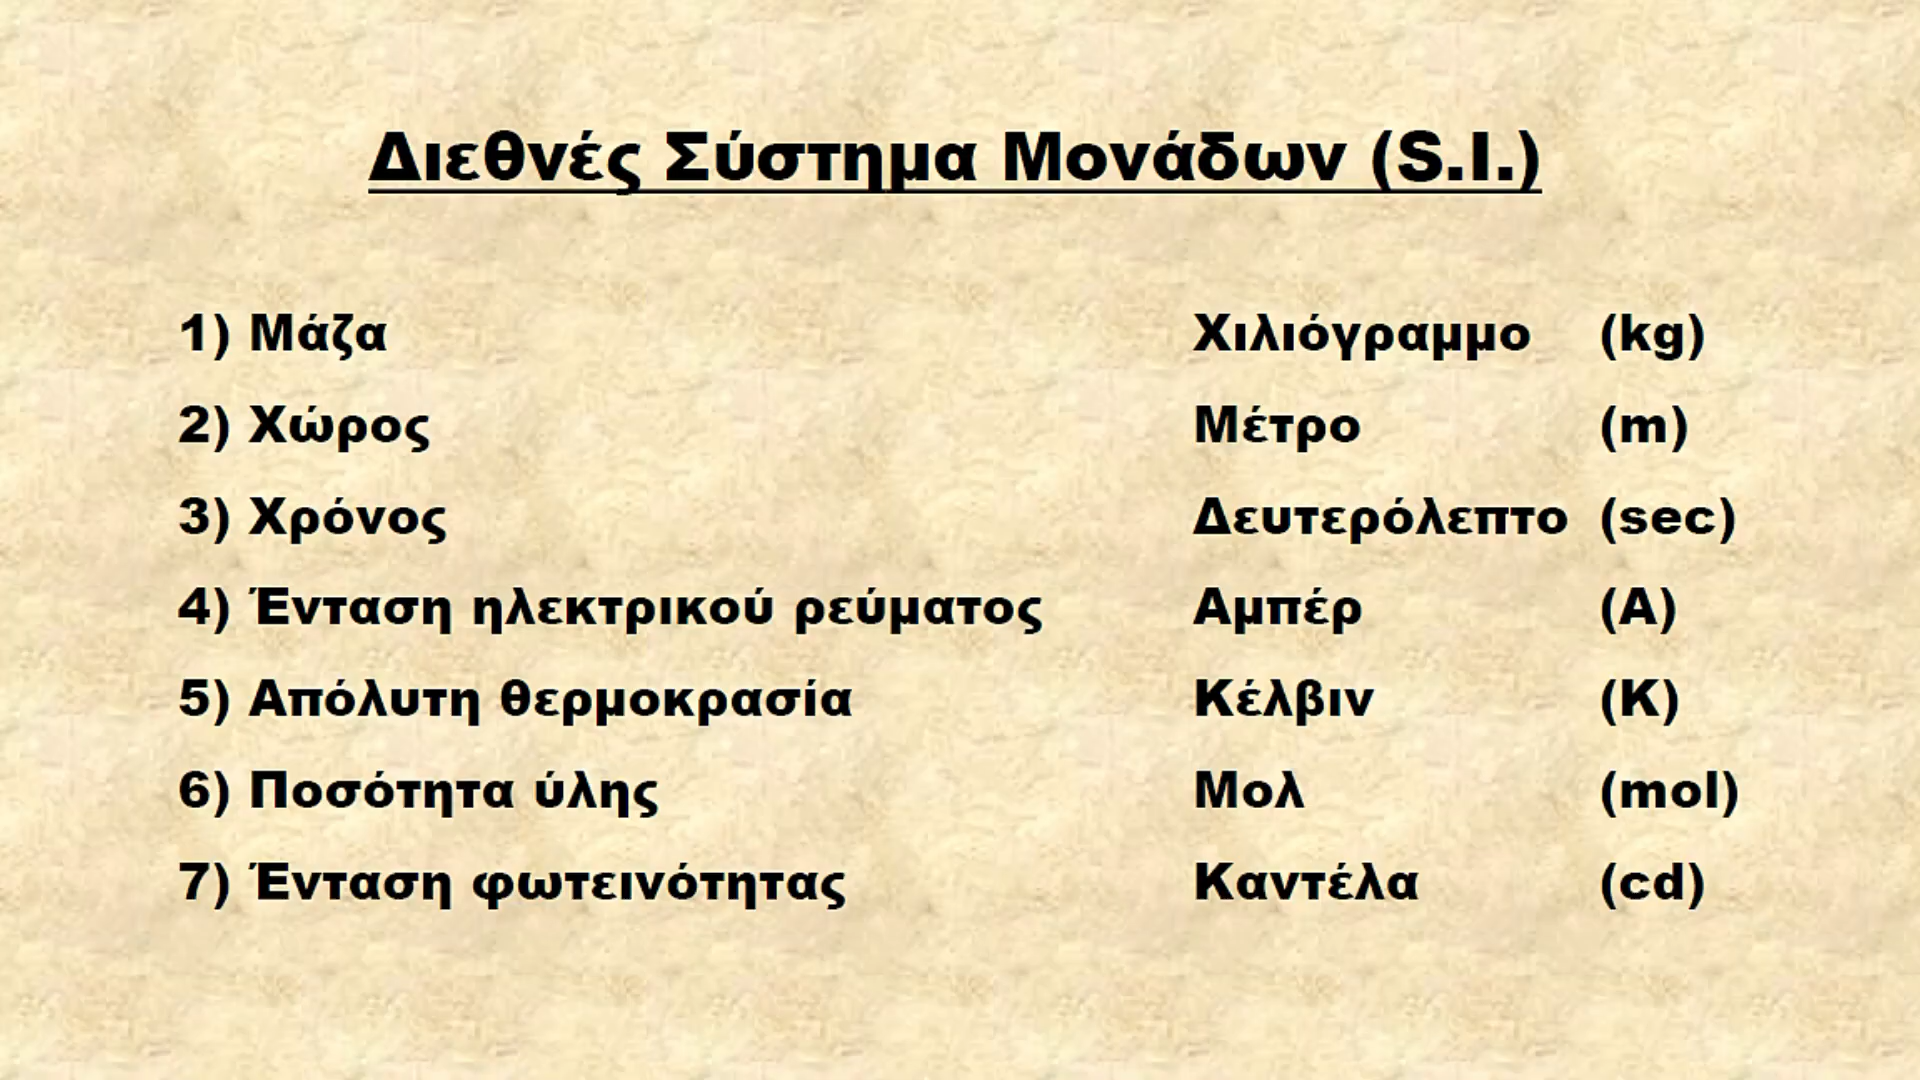 Διεθνές Σύστημα Μονάδων (S.I.)
1) Μάζα Χιλιόγραμμο (kg)
2) Χώρος Μέτρο (m)
3) Χρόνος Δευτερόλεπτο (sec)
4) Ένταση ηλεκτρικού ρεύματος Αμπέρ (A)
5) Απόλυτη θερμοκρασία Κέλβιν (K)
6) Ποσότητα ύλης Μολ (mol)
7) Ένταση φωτεινότητας Καντέλα (cd)